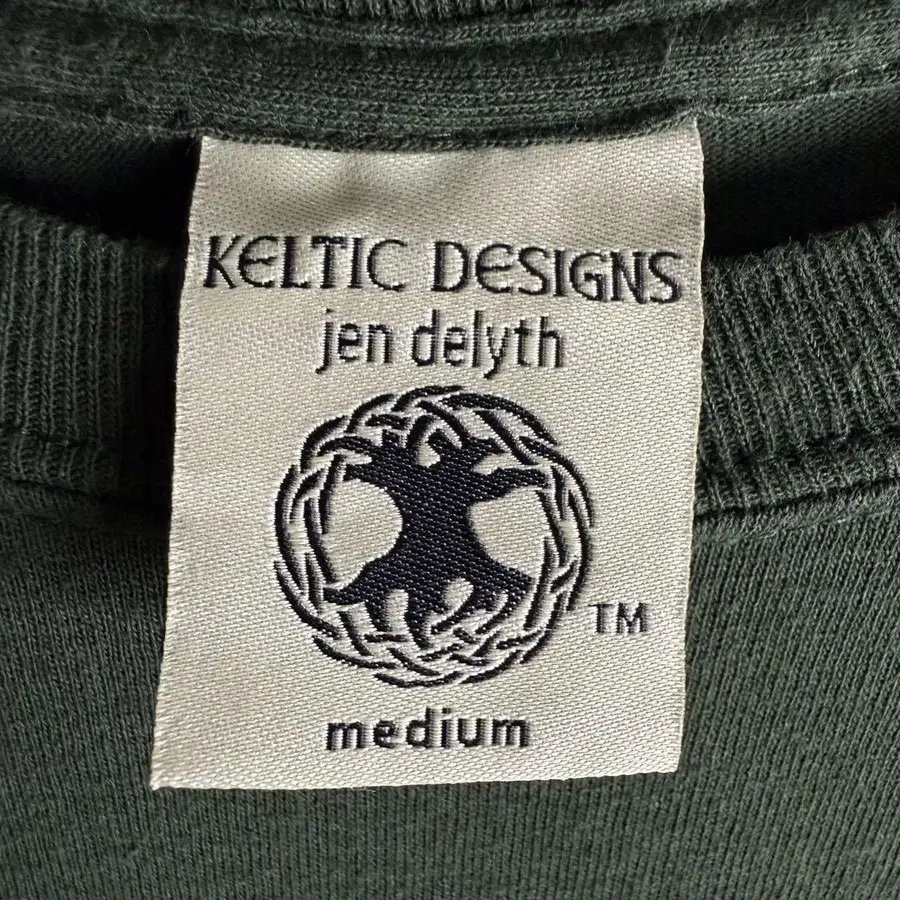 KELTIC DESIGNS
jen delyth
TM
medium